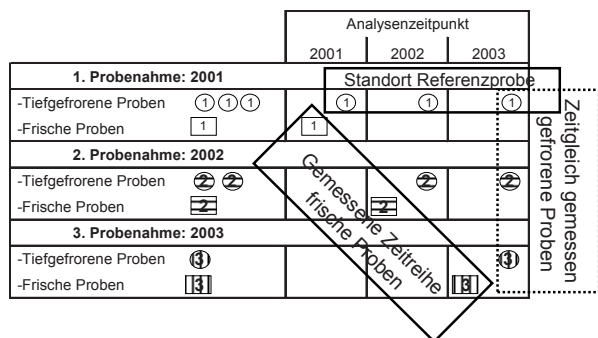 Analysenzeitpunkt
2001 2002 2003
1. Probenahme: 2001
Standort Referenzprobe
-Tiefgefrorene Proben 1 1 1 1 1 1
-Frische Proben 1 1
2. Probenahme: 2002
-Tiefgefrorene Proben 2 2 2 2
-Frische Proben 2 2
3. Probenahme: 2003
-Tiefgefrorene Proben 3 3
-Frische Proben 3 3
Gemessene Zeitreihe
frische Proben
Zeitgleich gemessen
gefrorene Proben